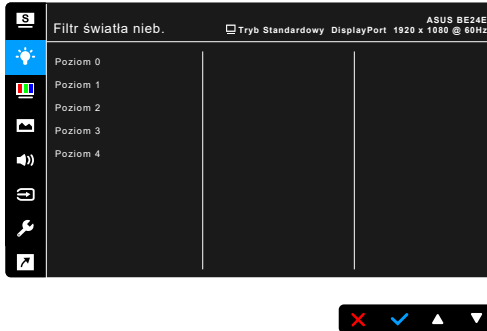 S
ASUS BE24E
Filtr światła nieb.
Tryb Standardowy DisplayPort 1920 x 1080 @ 60Hz
Poziom 0
Poziom 1
Poziom 2
Poziom 3
Poziom 4